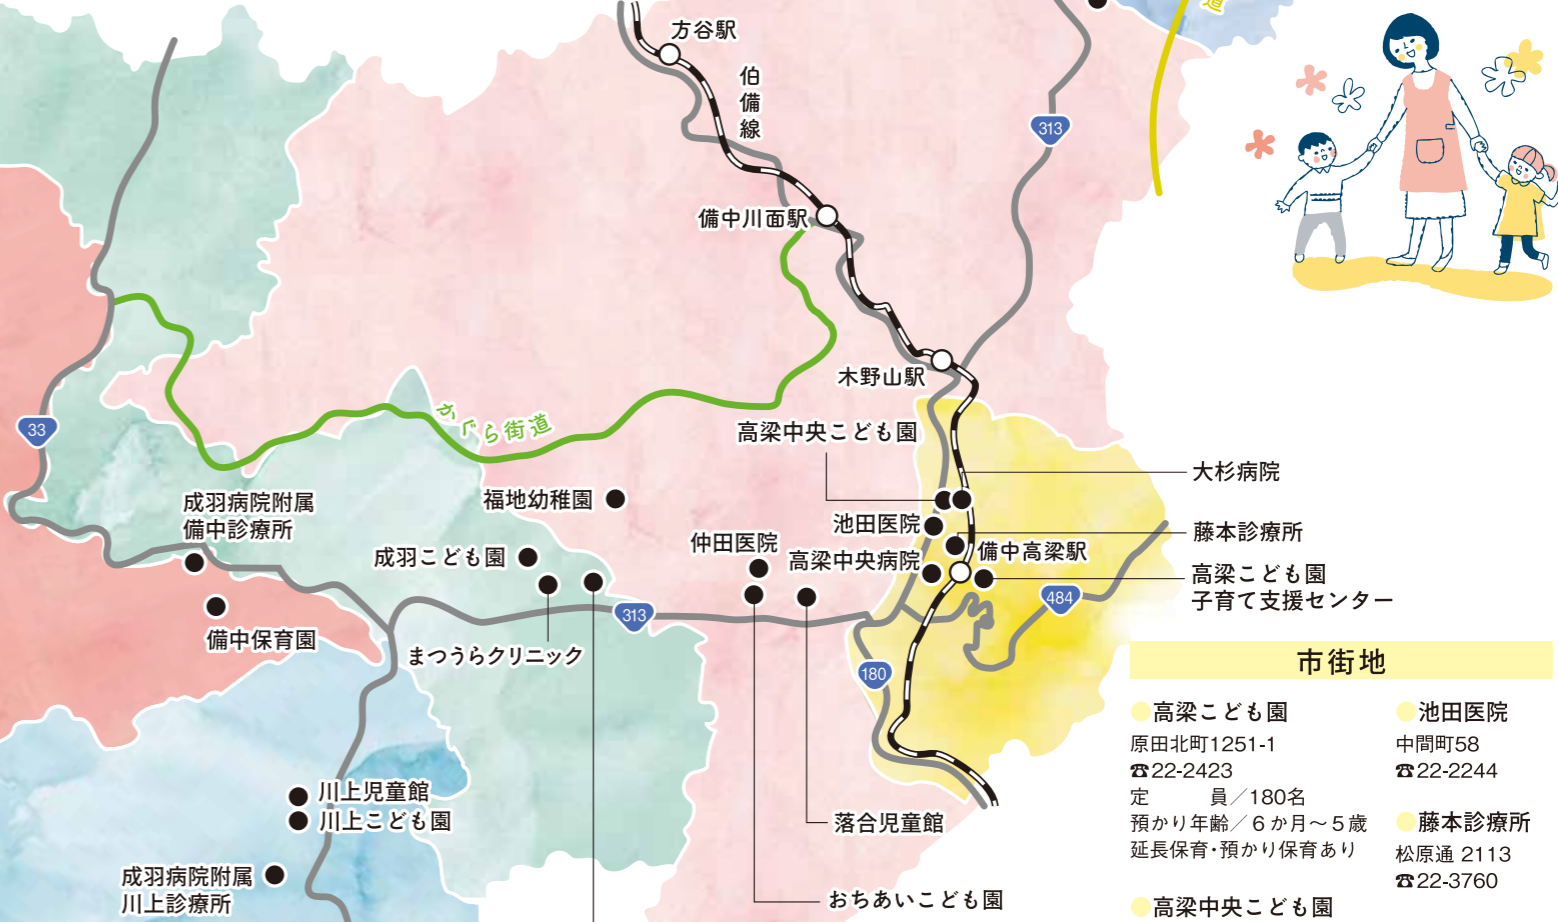 道
方谷駅
伯備線
313
備中川面駅
木野山駅
33
かぐら街道
高梁中央こども園
大杉病院
成羽病院附属
備中診療所
福地幼稚園
池田医院
藤本診療所
仲田医院
備中高梁駅
成羽こども園
高梁中央病院
高梁こども園
子育て支援センター
484
313
備中保育園
まつうらクリニック
180
川上児童館
川上こども園
落合児童館
成羽病院附属
川上診療所
おちあいこども園
市街地
高梁こども園
原田北町1251-1
☎22-2423
定　　員／180名
預かり年齢／6か月～5歳
延長保育・預かり保育あり
高梁中央こども園
池田医院
中間町58
☎22-2244
藤本診療所
松原通 2113
☎22-3760